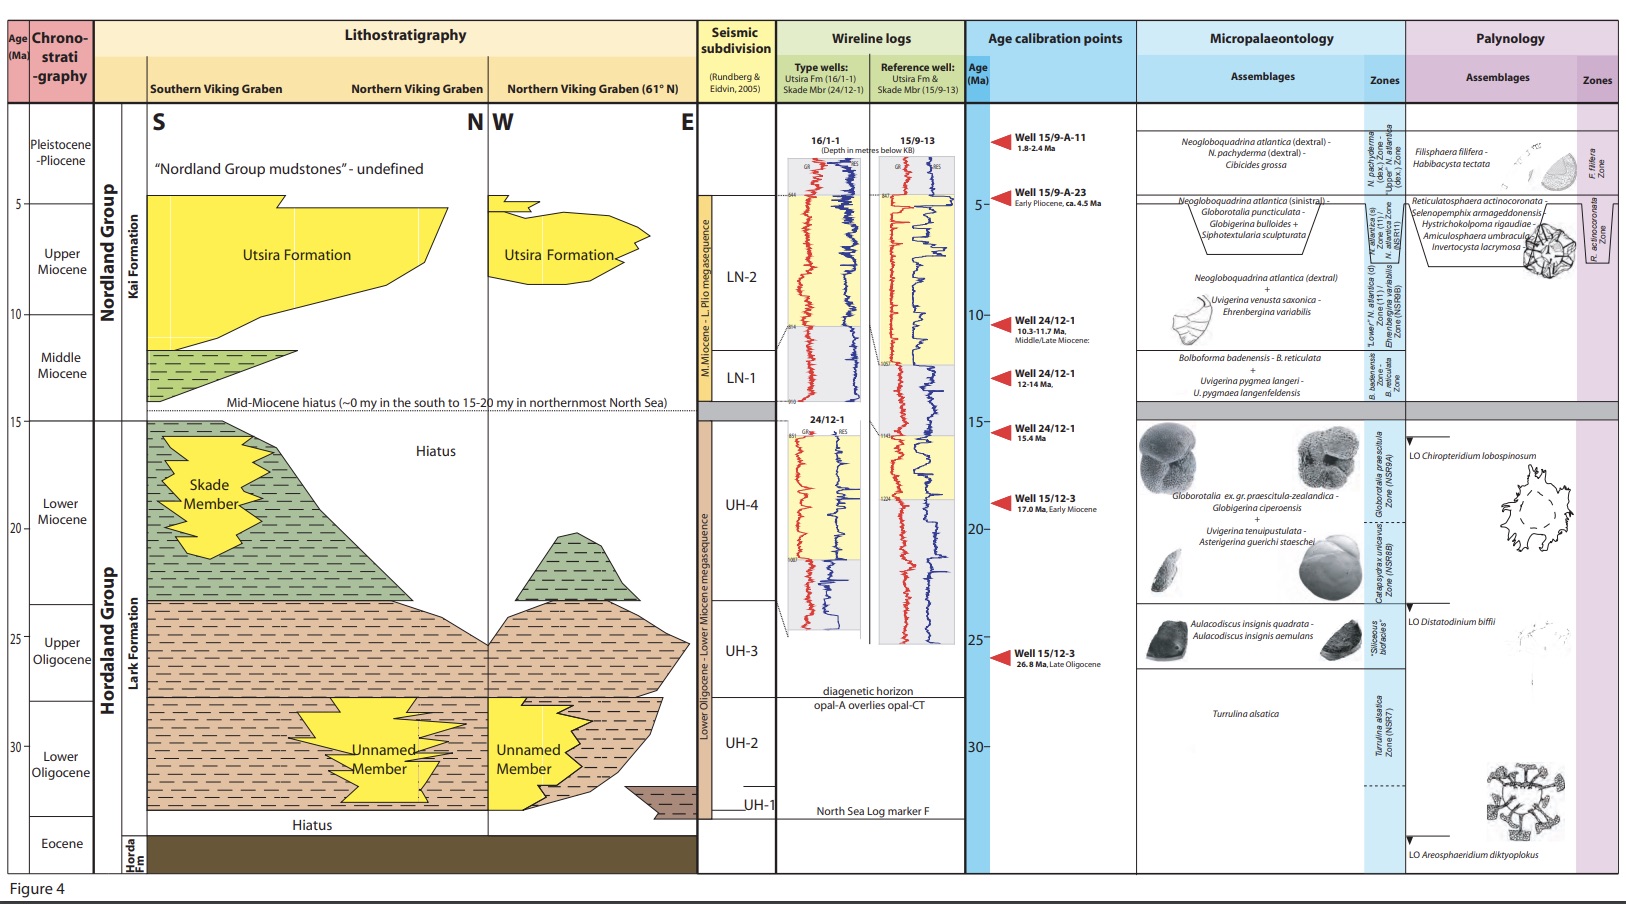 Age
(Ma)
Chrono-
strati
-graphy
Lithostratigraphy
Southern Viking Graben
Northern Viking Graben
Northern Viking Graben (61° N)
Seismic
subdivision
(Rundberg &
Eidvin, 2005)
Wireline logs
Type wells:
Utsira Fm (16/1-1)
Skade Mbr (24/12-1)
Reference well:
Utsira Fm &
Skade Mbr (15/9-13)
Age
(Ma)
Age calibration points
Micropalaeontology
Assemblages
Zones
Palynology
Assemblages
Zones
5
10
15
20
25
30
Pleistocene
-Pliocene
Upper
Miocene
Middle
Miocene
Lower
Miocene
Upper
Oligocene
Lower
Oligocene
Eocene
Nordland Group
Hordaland Group
Kai Formation
Lark Formation
Horda
Fm
S
N
W
E
“Nordland Group mudstones” - undefined
Utsira Formation
Utsira Formation
Mid-Miocene hiatus (~0 my in the south to 15-20 my in northernmost North Sea)
Hiatus
Skade
Member
Unnamed
Member
Unnamed
Member
Hiatus
M.Miocene - L. Plio megasequence
Lower Oligocene - Lower Miocene megasequence
LN-2
LN-1
UH-4
UH-3
UH-2
UH-1
16/1-1
15/9-13
(Depth in metres below KB)
GR
RES
GR
RES
644
847
854
910
24/12-1
GR
RES
851
1143
1224
diagenetic horizon
opal-A overlies opal-CT
North Sea Log marker F
5
10
15
20
25
30
Well 15/9-A-11
1.8-2.4 Ma
Well 15/9-A-23
Early Pliocene, ca. 4.5 Ma
Well 24/12-1
10.3-11.7 Ma,
Middle/Late Miocene:
Well 24/12-1
12-14 Ma,
Well 24/12-1
15.4 Ma
Well 15/12-3
17.0 Ma, Early Miocene
Well 15/12-3
26.8 Ma, Late Oligocene
Neogloboquadrina atlantica (dextral) -
N. pachyderma (dextral) -
Cibicides grossa
Neogloboquadrina atlantica (sinistral) -
Globorotalia puncticulata -
Globigerina bulloides +
Siphotextularia sculpturata
Neogloboquadrina atlantica (dextral)
+
Uvigerina venusta saxonica -
Ehrenbergina variabilis
Bolboforma badenensis - B. reticulata
+
Uvigerina pygmea langeri -
U. pygmaea langenfeldensis
Globorotalia ex. gr. praescitula-zealandica -
Globigerina ciperoensis
+
Uvigerina tenuipustulata -
Asterigerina guerichi staeschei
Aulacodiscus insignis quadrata -
Aulacodiscus insignis aemulans
Turrulina alsatica
N. pachyderma
(dex.) Zone -
"Upper" N. atlantica
(dex.) Zone
N. atlantica (s)
Zone (11) /
N. atlantica Zone
(NSR11)
"Lower" N. atlantica (d)
Zone (11) /
Ehrenbergina variabilis
Zone (NSR9B)
B. badenensis
Zone -
B. reticulata
Zone
Globorotalia praescitula
Zone (NSR9A)
Catapsydrax unicavus
Zone (NSR8B)
"Siliceous
biofacies"
Turrulina alsatica
Zone (NSR7)
Filisphaera filifera -
Habibacysta tectata
Reticulatosphaera actinocoronata -
Selenopemphix armageddonensis -
Hystrichokolpoma rigaudiae -
Amiculosphaera umbracula
Invertocysta lacrymosa -
LO Chiropteridium lobospinosum
LO Distatodinium biffii
LO Areosphaeridium diktyoplokus
F. filifera
Zone
R. actinocoronata
Zone
Figure 4